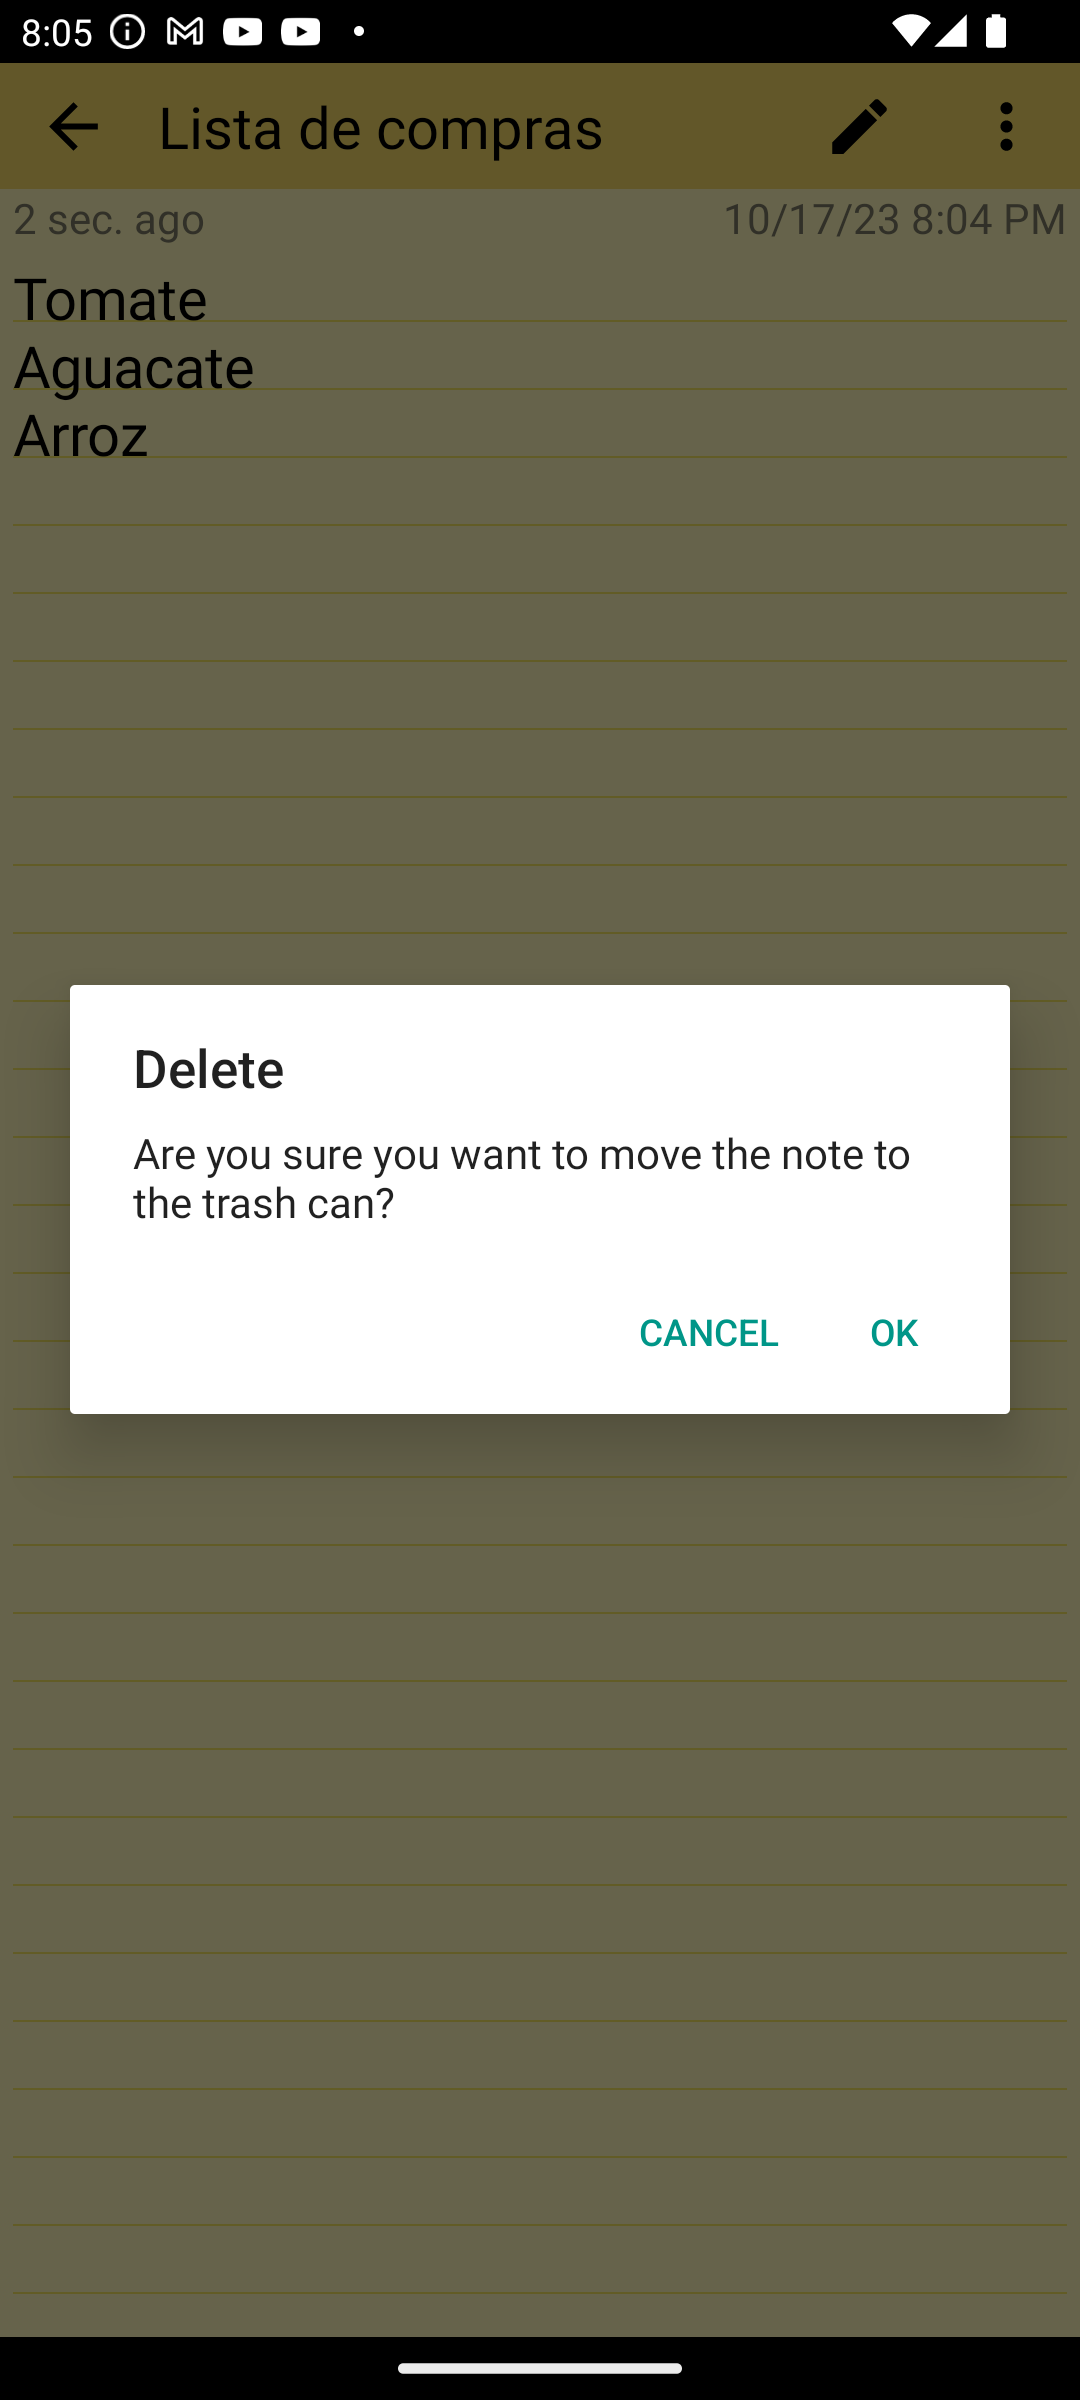 8:05
Lista de compras
2 sec. ago 10/17/23 8:04 PM
Tomate
Aguacate
Arroz
Delete
Are you sure you want to move the note to
the trash can?
CANCEL OK